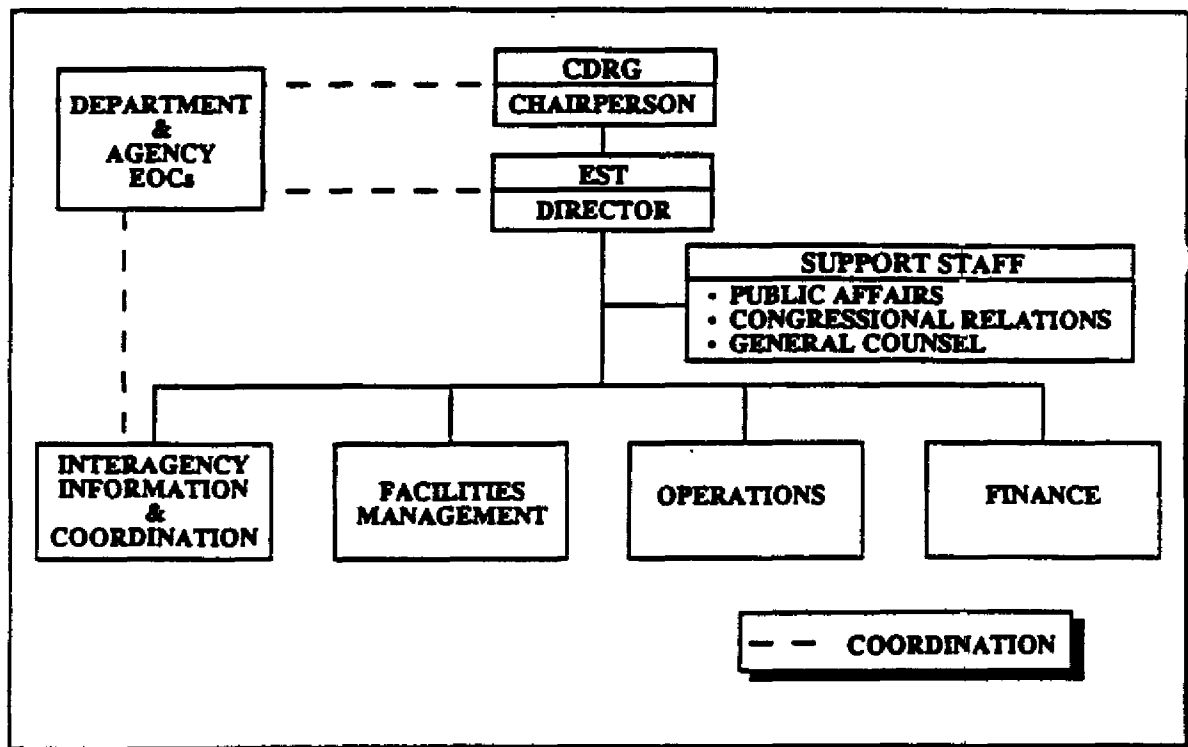 CDRG
CHAIRPERSON
DEPARTMENT
&
AGENCY
EOCs
EST
DIRECTOR
SUPPORT STAFF
• PUBLIC AFFAIRS
• CONGRESSIONAL RELATIONS
• GENERAL COUNSEL
INTERAGENCY
INFORMATION
&
COORDINATION
FACILITIES
MANAGEMENT
OPERATIONS
FINANCE
COORDINATION